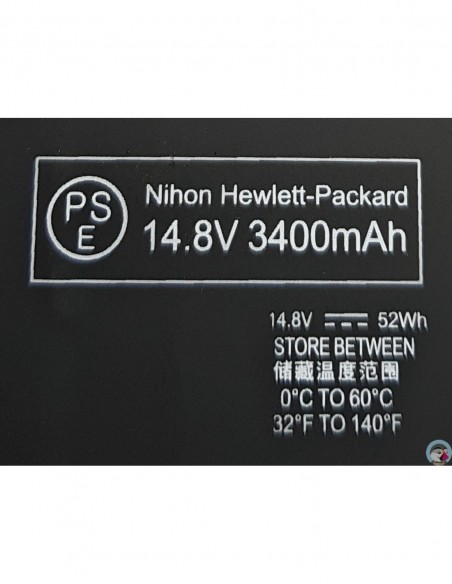 PS
E
Nihon Hewlett-Packard
14.8V 3400mAh
14.8V ⎓ 52Wh
STORE BETWEEN
储藏温度范围
0°C TO 60°C
32°F TO 140°F